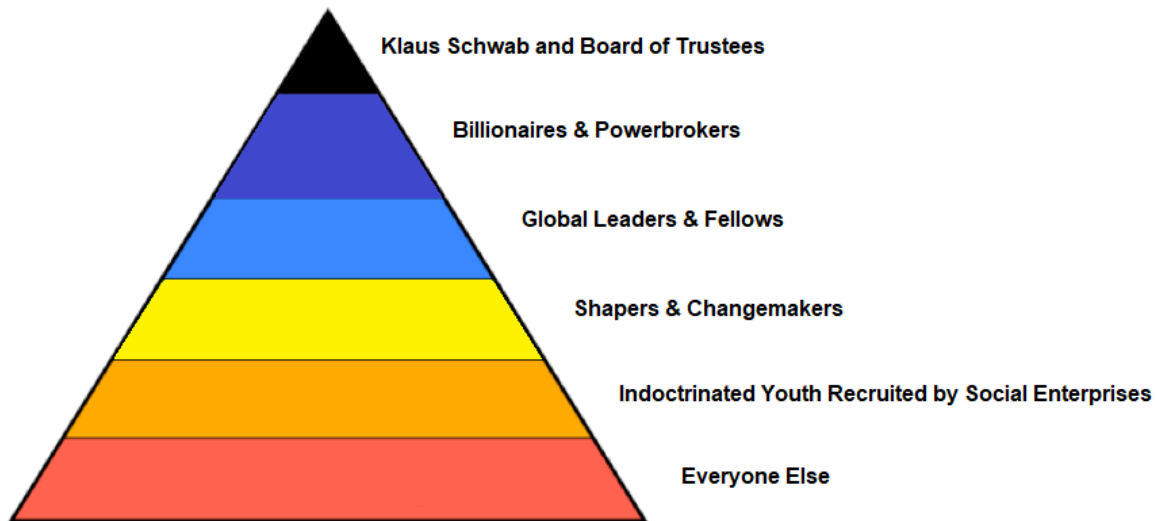 Klaus Schwab and Board of Trustees
Billionaires & Powerbrokers
Global Leaders & Fellows
Shapers & Changemakers
Indoctrinated Youth Recruited by Social Enterprises
Everyone Else